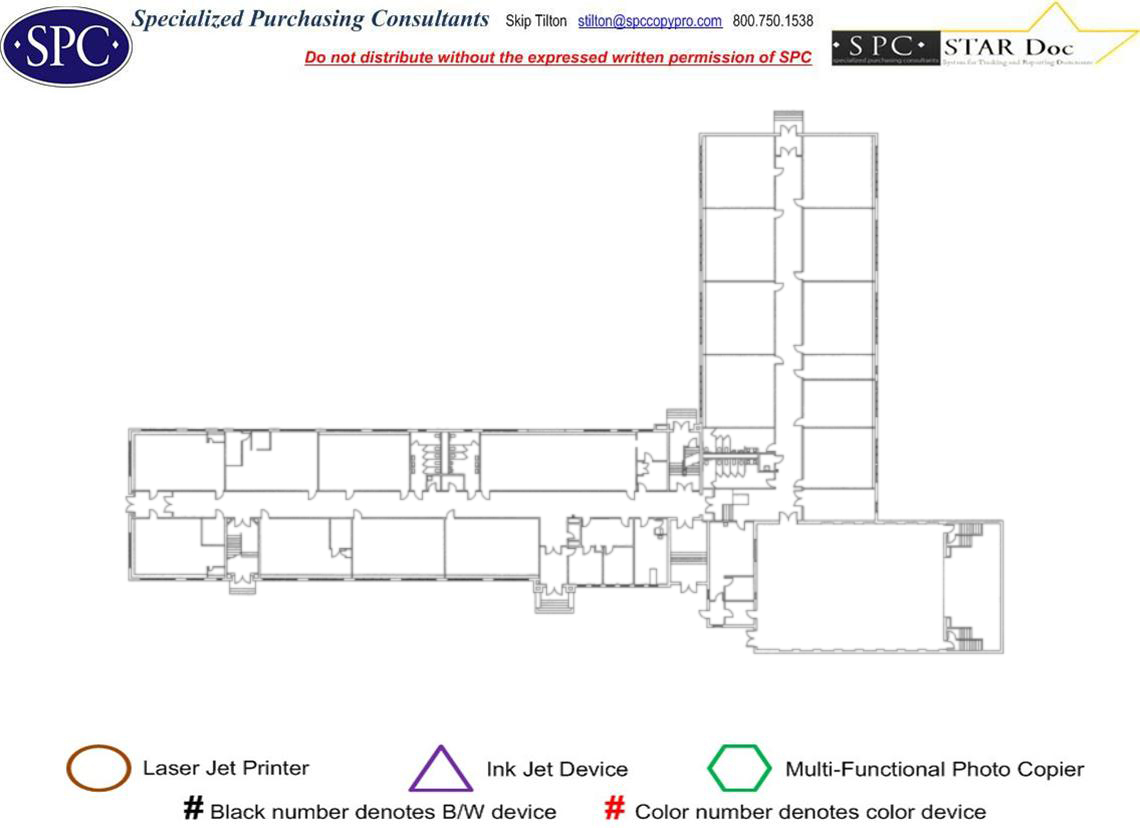 SPC
Specialized Purchasing Consultants Skip Tilton stilton@spccopypro.com 800.750.1538
Do not distribute without the expressed written permission of SPC
·SPC· STAR Doc
specialized purchasing consultants System for Tracking and Reporting Documents
Laser Jet Printer Ink Jet Device Multi-Functional Photo Copier
# Black number denotes B/W device # Color number denotes color device